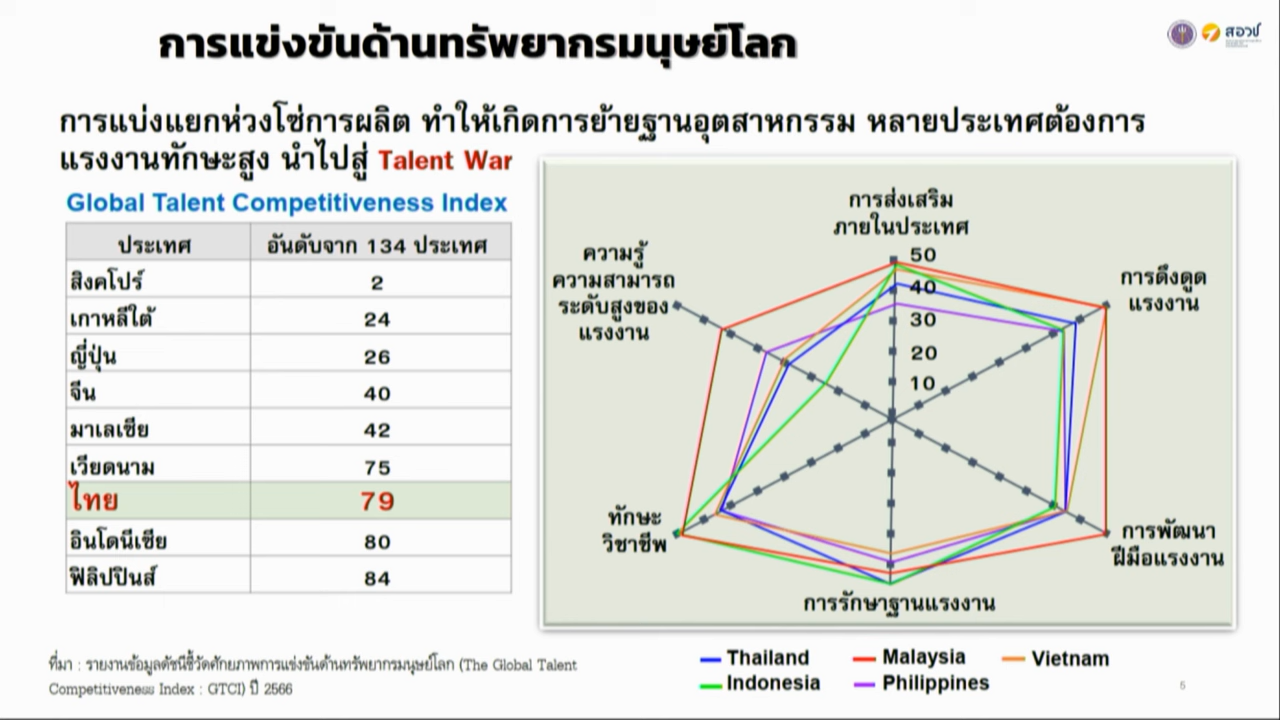 การแข่งขันด้านทรัพยากรมนุษย์โลก
สอวช
การแบ่งแยกห่วงโซ่การผลิต ทำให้เกิดการย้ายฐานอุตสาหกรรม หลายประเทศต้องการ
แรงงานทักษะสูง นำไปสู่ Talent War
Global Talent Competitiveness Index
ประเทศ อันดับจาก 134 ประเทศ
สิงคโปร์ 2
เกาหลีใต้ 24
ญี่ปุ่น 26
จีน 40
มาเลเซีย 42
เวียดนาม 75
ไทย 79
อินโดนีเซีย 80
ฟิลิปปินส์ 84
การส่งเสริม
ภายในประเทศ
50
40
30
20
10
การดึงดูด
แรงงาน
การพัฒนา
ฝีมือแรงงาน
การรักษาฐานแรงงาน
ทักษะ
วิชาชีพ
ความรู้
ความสามารถ
ระดับสูงของ
แรงงาน
Thailand Malaysia Vietnam
Indonesia Philippines
ที่มา : รายงานข้อมูลดัชนีชี้วัดศักยภาพการแข่งขันด้านทรัพยากรมนุษย์โลก (The Global Talent
Competitiveness Index : GTCI) ปี 2566